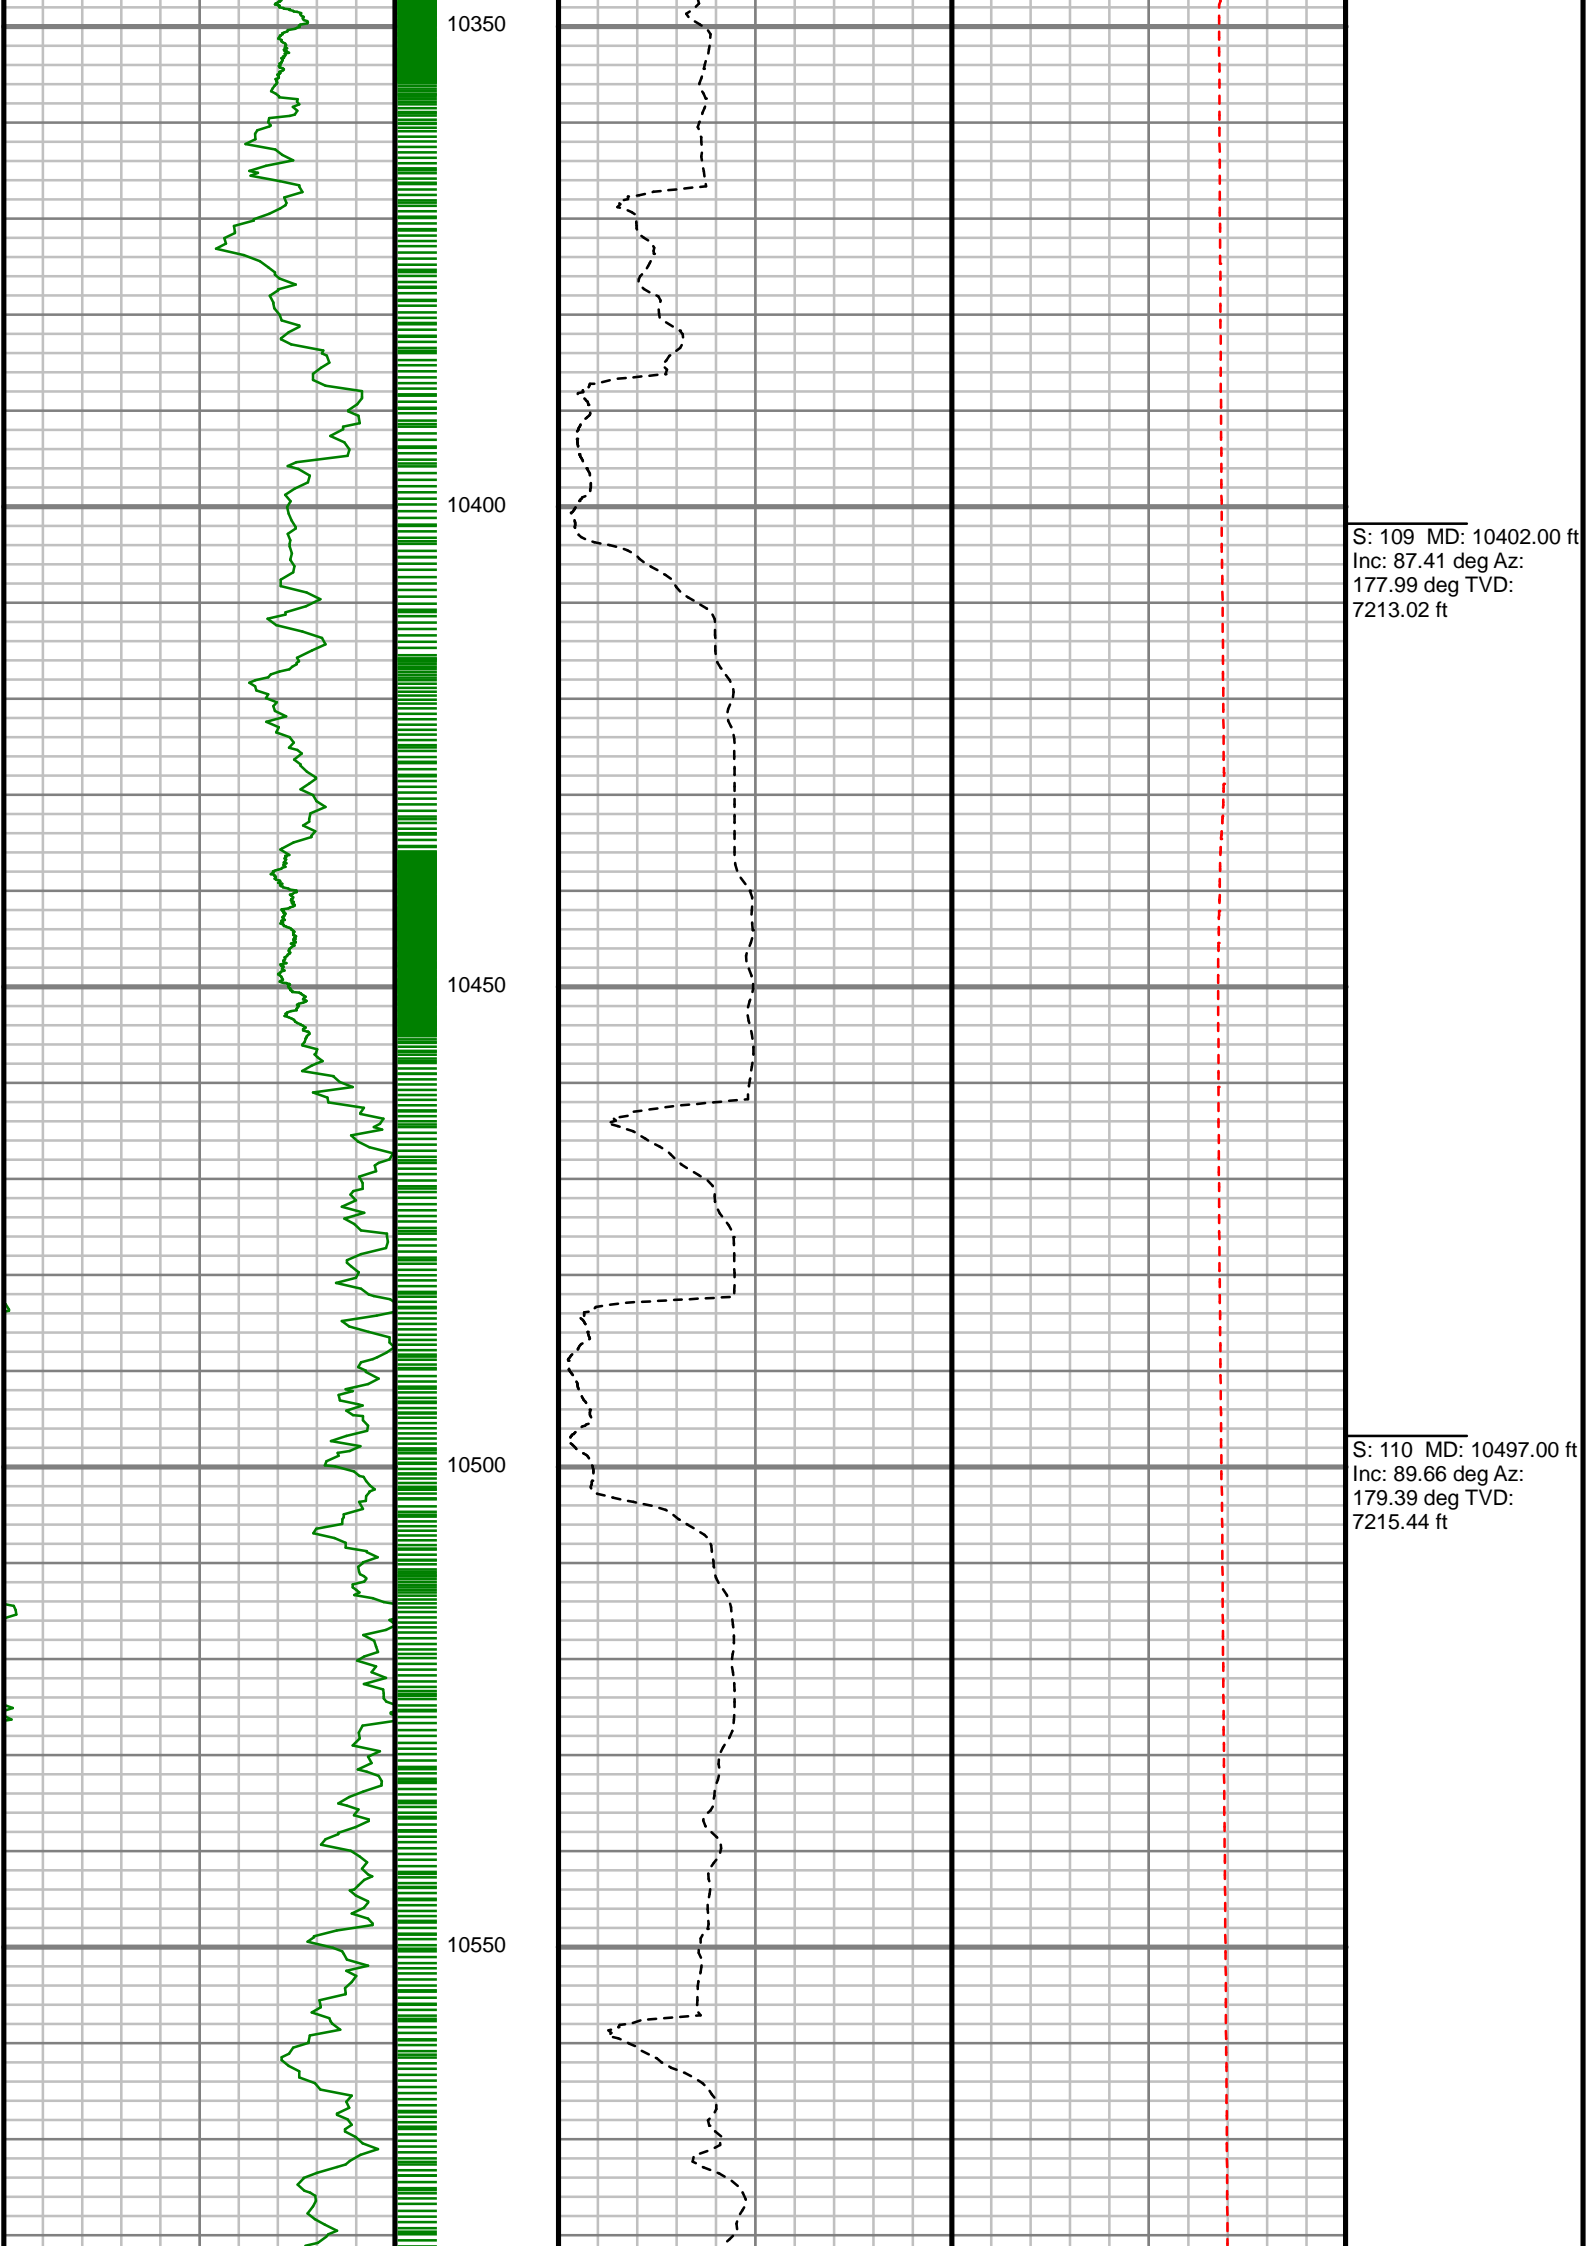 10350
10400
S: 109 MD: 10402.00 ft
Inc: 87.41 deg Az:
177.99 deg TVD:
7213.02 ft
10450
10500
S: 110 MD: 10497.00 ft
Inc: 89.66 deg Az:
179.39 deg TVD:
7215.44 ft
10550